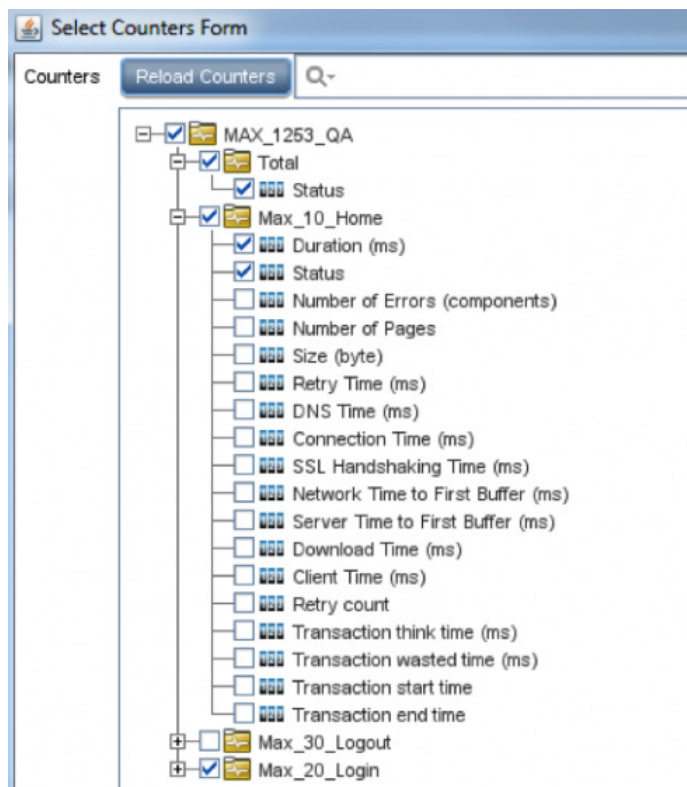 Select Counters Form
Counters Reload Counters
MAX_1253_QA
Total
Status
Max_10_Home
Duration (ms)
Status
Number of Errors (components)
Number of Pages
Size (byte)
Retry Time (ms)
DNS Time (ms)
Connection Time (ms)
SSL Handshaking Time (ms)
Network Time to First Buffer (ms)
Server Time to First Buffer (ms)
Download Time (ms)
Client Time (ms)
Retry count
Transaction think time (ms)
Transaction wasted time (ms)
Transaction start time
Transaction end time
Max_30_Logout
Max_20_Login